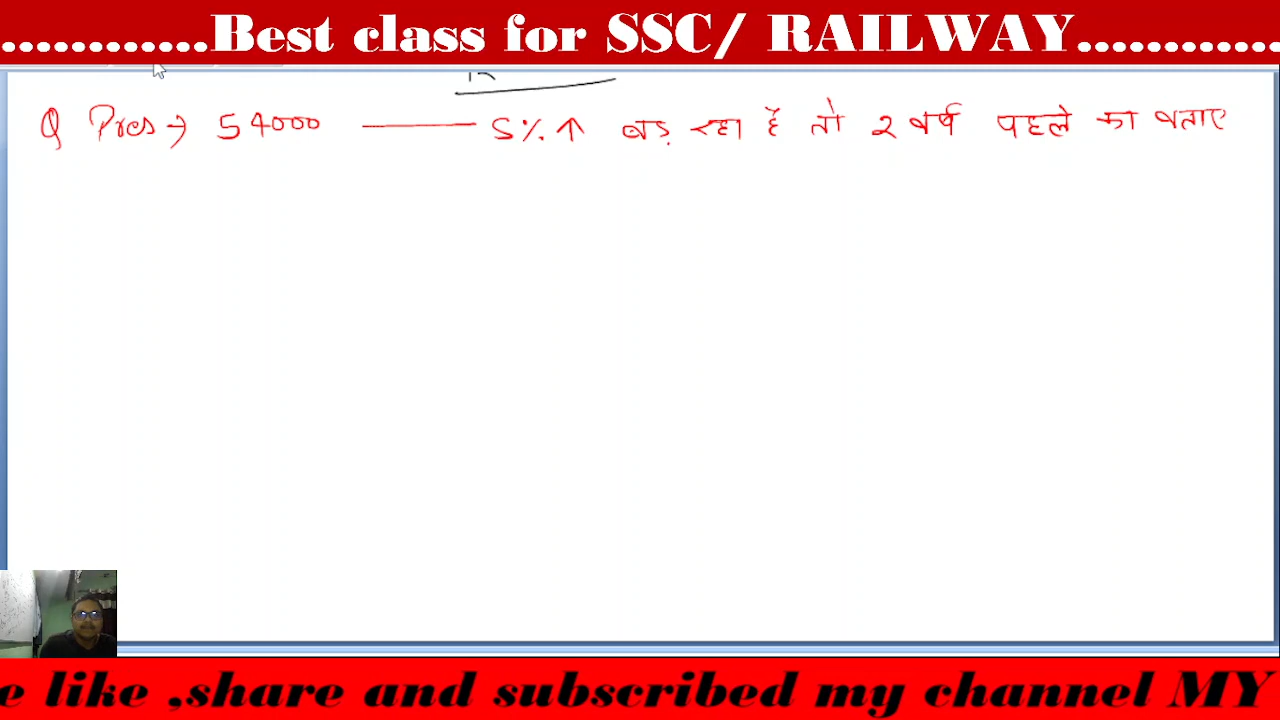 ............Best class for SSC/ RAILWAY............
Q Pres → 54000 —— 5% ↑ बड़ रहा है तो 2 वर्ष पहले का बताए
e like ,share and subscribed my channel MY